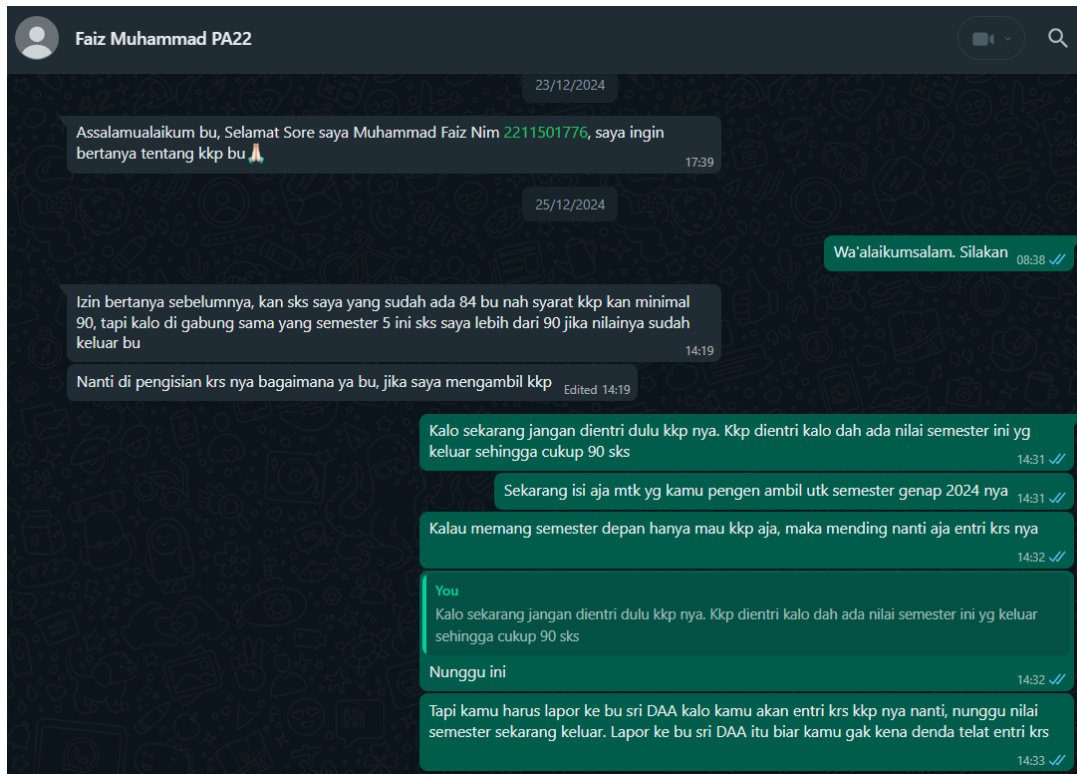 Faiz Muhammad PA22
23/12/2024
Assalamualaikum bu, Selamat Sore saya Muhammad Faiz Nim 2211501776, saya ingin
bertanya tentang kkp bu🙏🏻
17:39
25/12/2024
Wa'alaikumsalam. Silakan 08:38
Izin bertanya sebelumnya, kan sks saya yang sudah ada 84 bu nah syarat kkp kan minimal
90, tapi kalo di gabung sama yang semester 5 ini sks saya lebih dari 90 jika nilainya sudah
keluar bu
14:19
Nanti di pengisian krs nya bagaimana ya bu, jika saya mengambil kkp Edited 14:19
Kalo sekarang jangan dientri dulu kkp nya. Kkp dientri kalo dah ada nilai semester ini yg
keluar sehingga cukup 90 sks
14:31
Sekarang isi aja mtk yg kamu pengen ambil utk semester genap 2024 nya 14:31
Kalau memang semester depan hanya mau kkp aja, maka mending nanti aja entri krs nya
14:32
You
Kalo sekarang jangan dientri dulu kkp nya. Kkp dientri kalo dah ada nilai semester ini yg keluar
sehingga cukup 90 sks
Nunggu ini
14:32
Tapi kamu harus lapor ke bu sri DAA kalo kamu akan entri krs kkp nya nanti, nunggu nilai
semester sekarang keluar. Lapor ke bu sri DAA itu biar kamu gak kena denda telat entri krs
14:33